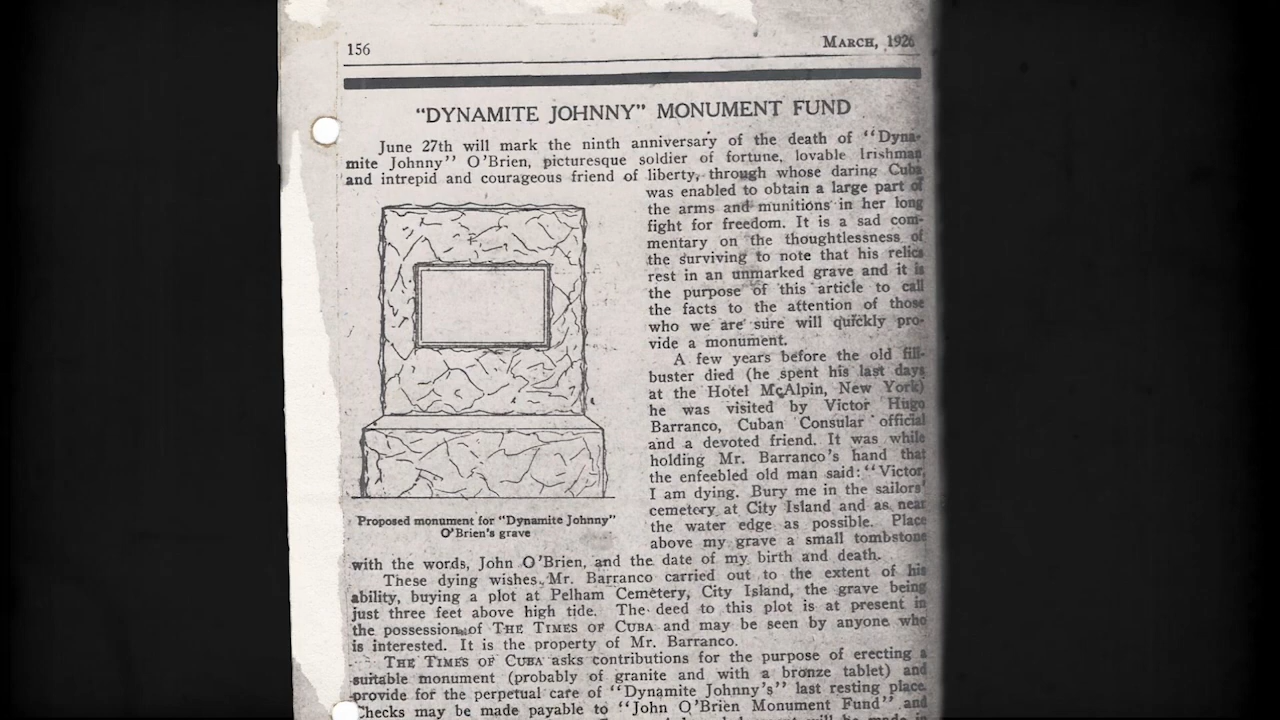 156
MARCH, 1926
"DYNAMITE JOHNNY" MONUMENT FUND
June 27th will mark the ninth anniversary of the death of "Dyna-
mite Johnny" O'Brien, picturesque soldier of fortune, lovable Irishman
and intrepid and courageous friend of liberty, through whose daring Cuba
was enabled to obtain a large part of
the arms and munitions in her long
fight for freedom. It is a sad com-
mentary on the thoughtlessness of
the surviving to note that his relics
rest in an unmarked grave and it is
the purpose of this article to call
the facts to the attention of those
who we are sure will quickly pro-
vide a monument.
A few years before the old fili-
buster died (he spent his last days
at the Hotel McAlpin, New York)
he was visited by Victor Hugo
Barranco, Cuban Consular official
and a devoted friend. It was while
holding Mr. Barranco's hand that
the enfeebled old man said: "Victor,
I am dying. Bury me in the sailors'
cemetery at City Island and as near
the water edge as possible. Place
above my grave a small tombstone
Proposed monument for "Dynamite Johnny"
O'Brien's grave
with the words, John O'Brien, and the date of my birth and death.
These dying wishes Mr. Barranco carried out to the extent of his
ability, buying a plot at Pelham Cemetery, City Island, the grave being
just three feet above high tide. The deed to this plot is at present in
the possession of THE TIMES OF CUBA and may be seen by anyone who
is interested. It is the property of Mr. Barranco.
THE TIMES OF CUBA asks contributions for the purpose of erecting a
suitable monument (probably of granite and with a bronze tablet) and
provide for the perpetual care of "Dynamite Johnny's" last resting place.
Checks may be made payable to "John O'Brien Monument Fund" and
will be made in